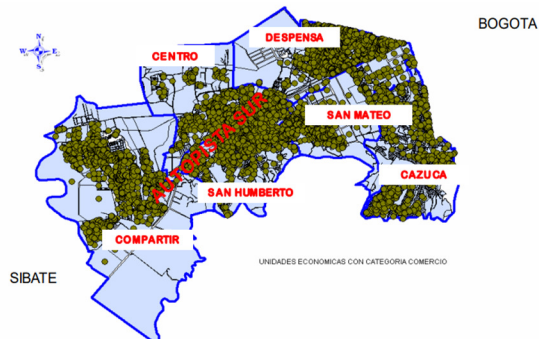 BOGOTA
DESPENSA
N
W E
S
CENTRO
AUTOPISTA SUR
SAN MATEO
CAZUCA
SAN HUMBERTO
COMPARTIR
UNIDADES ECONOMICAS CON CATEGORIA COMERCIO
SIBATE